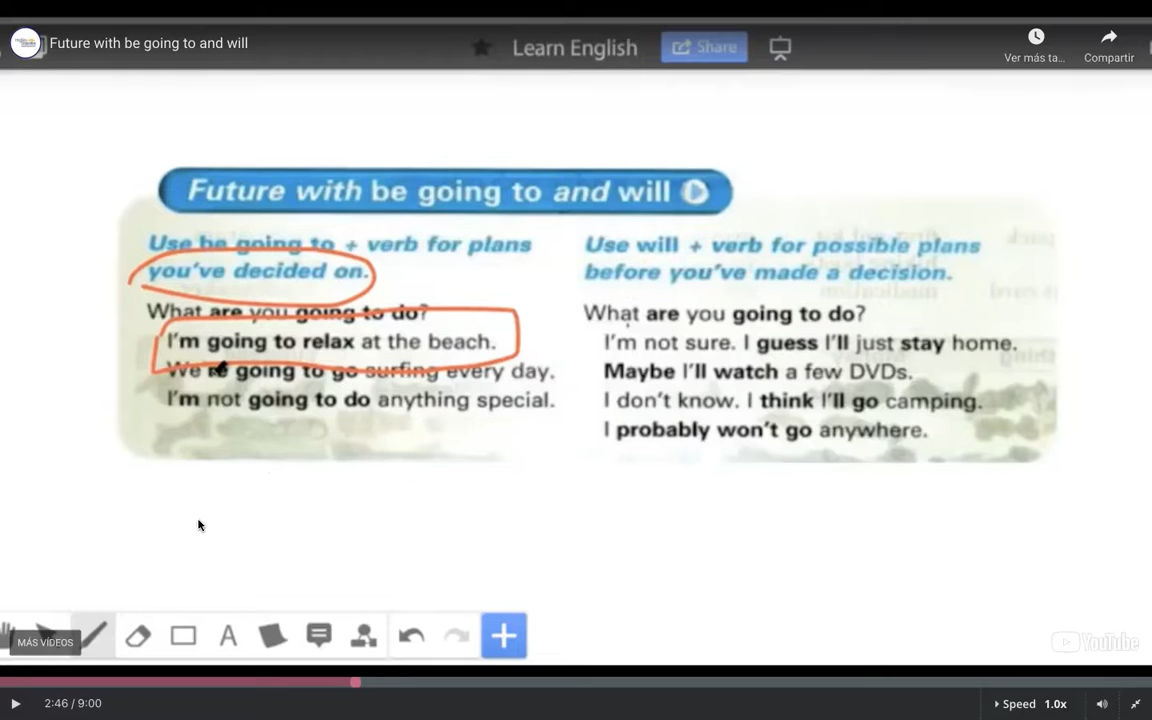 Future with be going to and will
Learn English
Share
Ver más ta...
Compartir
Future with be going to and will
Use be going to + verb for plans
you've decided on.
What are you going to do?
I'm going to relax at the beach.
We're going to go surfing every day.
I'm not going to do anything special.
Use will + verb for possible plans
before you've made a decision.
What are you going to do?
I'm not sure. I guess I'll just stay home.
Maybe I'll watch a few DVDs.
I don't know. I think I'll go camping.
I probably won't go anywhere.
A
MÁS VÍDEOS
YouTube
2:46 / 9:00
Speed 1.0x